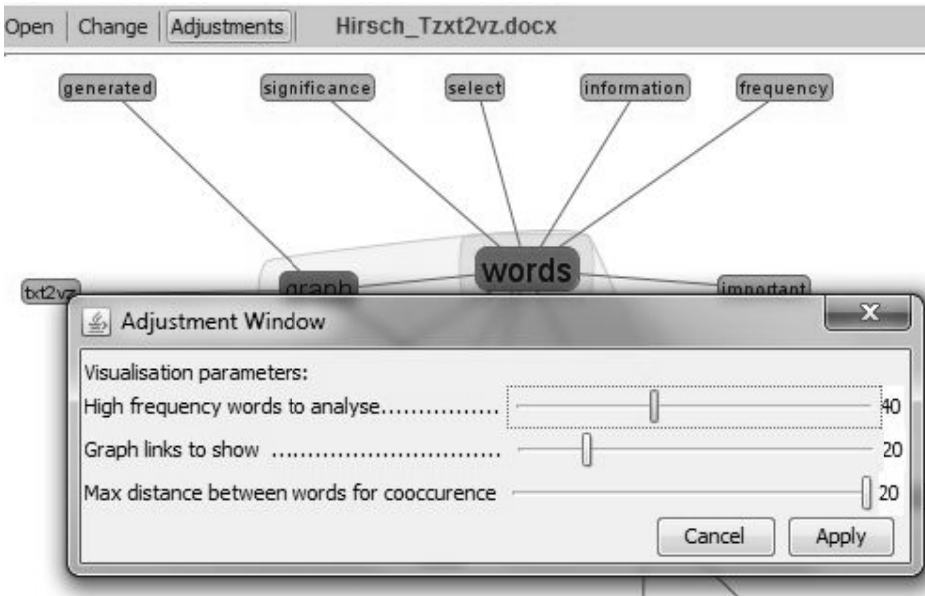 Open Change Adjustments Hirsch_Tzxt2vz.docx
generated significance select information frequency
words
txt2vz graph important
Adjustment Window
Visualisation parameters:
High frequency words to analyse................ 40
Graph links to show ............................... 20
Max distance between words for cooccurence 20
Cancel Apply